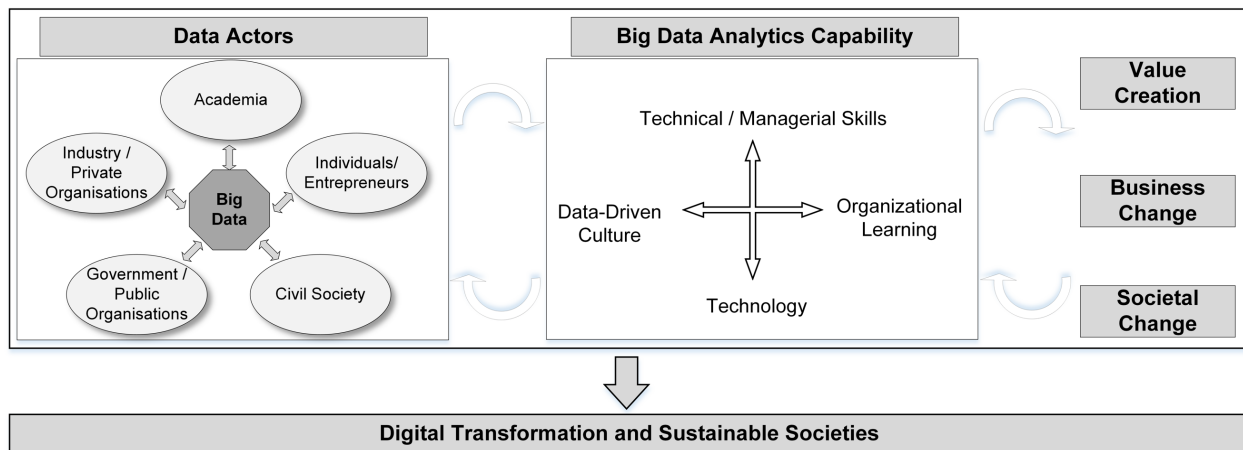 Data Actors
Academia
Industry /
Private
Organisations
Individuals/
Entrepreneurs
Big
Data
Government /
Public
Organisations
Civil Society
Big Data Analytics Capability
Technical / Managerial Skills
Data-Driven
Culture
Organizational
Learning
Technology
Value
Creation
Business
Change
Societal
Change
Digital Transformation and Sustainable Societies